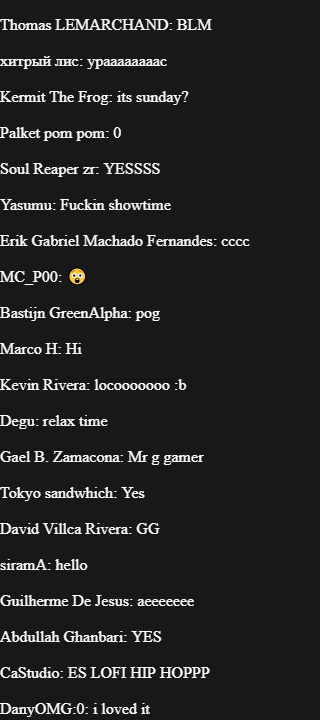 Thomas LEMARCHAND: BLM
хитрый лис: ураааааааас
Kermit The Frog: its sunday?
Palket pom pom: 0
Soul Reaper zr: YESSSS
Yasumu: Fuckin showtime
Erik Gabriel Machado Fernandes: cccc
MC_P00: 😲
Bastijn GreenAlpha: pog
Marco H: Hi
Kevin Rivera: locooooooo :b
Degu: relax time
Gael B. Zamacona: Mr g gamer
Tokyo sandwhich: Yes
David Villca Rivera: GG
siramA: hello
Guilherme De Jesus: aeeeeeee
Abdullah Ghanbari: YES
CaStudio: ES LOFI HIP HOPPP
DanyOMG:0: i loved it